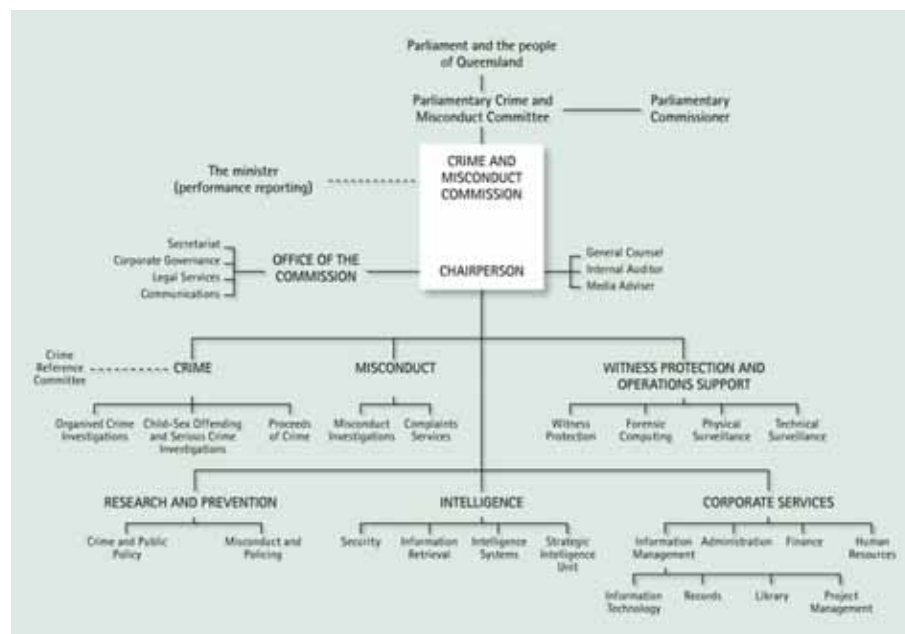 Parliament and the people
of Queensland
Parliamentary Crime and
Misconduct Committee
Parliamentary
Commissioner
The minister
(performance reporting)
CRIME AND
MISCONDUCT
COMMISSION
Secretariat
Corporate Governance
Legal Services
Communications
OFFICE OF THE
COMMISSION
CHAIRPERSON
General Counsel
Internal Auditor
Media Adviser
Crime
Reference
Committee
CRIME
MISCONDUCT
WITNESS PROTECTION AND
OPERATIONS SUPPORT
Organised Crime
Investigations
Child-Sex Offending
and Serious Crime
Investigations
Proceeds
of Crime
Misconduct
Investigations
Complaints
Services
Witness
Protection
Forensic
Computing
Physical
Surveillance
Technical
Surveillance
RESEARCH AND PREVENTION
INTELLIGENCE
CORPORATE SERVICES
Crime and Public
Policy
Misconduct and
Policing
Security
Information
Retrieval
Intelligence
Systems
Strategic
Intelligence
Unit
Information
Management
Administration
Finance
Human
Resources
Information
Technology
Records
Library
Project
Management